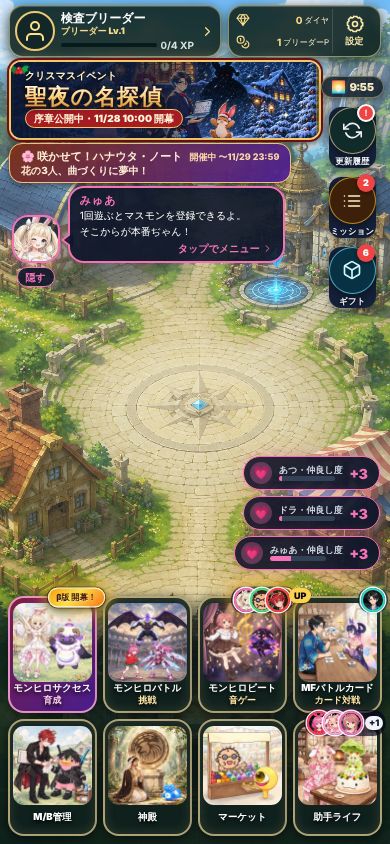 検査ブリーダー
ブリーダー Lv.1
0/4 XP
0 ダイヤ
1 ブリーダーP
設定
クリスマスイベント
聖夜の名探偵
序章公開中・11/28 10:00 開幕
9:55
咲かせて！ハナウタ・ノート 開催中 〜11/29 23:59
花の3人、曲づくりに夢中！
!
更新履歴
みゅあ
1回遊ぶとマスモンを登録できるよ。
そこからが本番ぢゃん！
タップでメニュー
隠す
2
ミッション
6
ギフト
あつ・仲良し度 +3
ドラ・仲良し度 +3
みゅあ・仲良し度 +3
β版 開幕！
モンヒロサクセス
育成
モンヒロバトル
挑戦
UP
モンヒロビート
音ゲー
MFバトルカード
カード対戦
M/B管理
神殿
マーケット
+1
助手ライフ